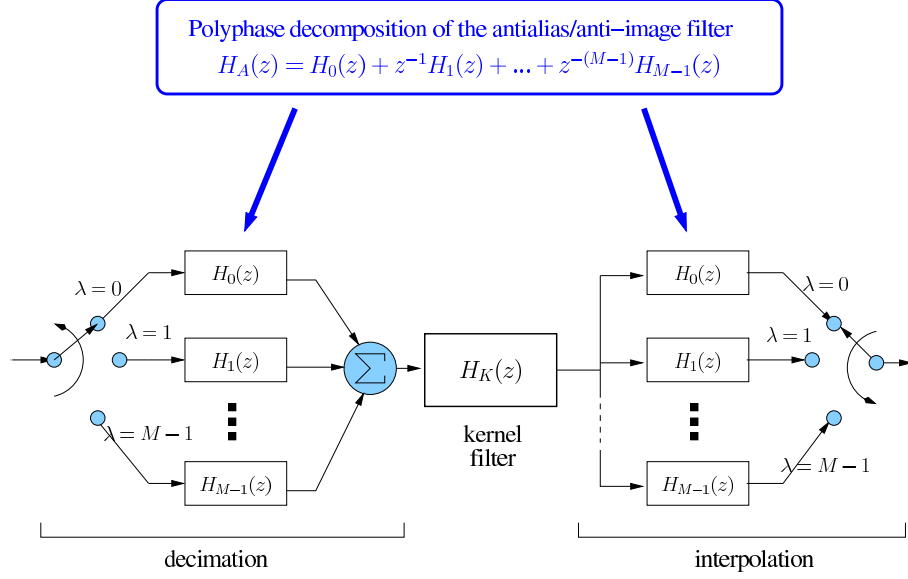 Polyphase decomposition of the antialias/anti-image filter
H_A(z) = H_0(z) + z^{-1}H_1(z) + ... + z^{-(M-1)}H_{M-1}(z)
H_0(z)
H_0(z)
λ = 0
λ = 0
λ = 1
λ = 1
H_1(z)
Σ
H_K(z)
H_1(z)
kernel
filter
λ = M − 1
λ = M − 1
H_{M-1}(z)
H_{M-1}(z)
decimation
interpolation